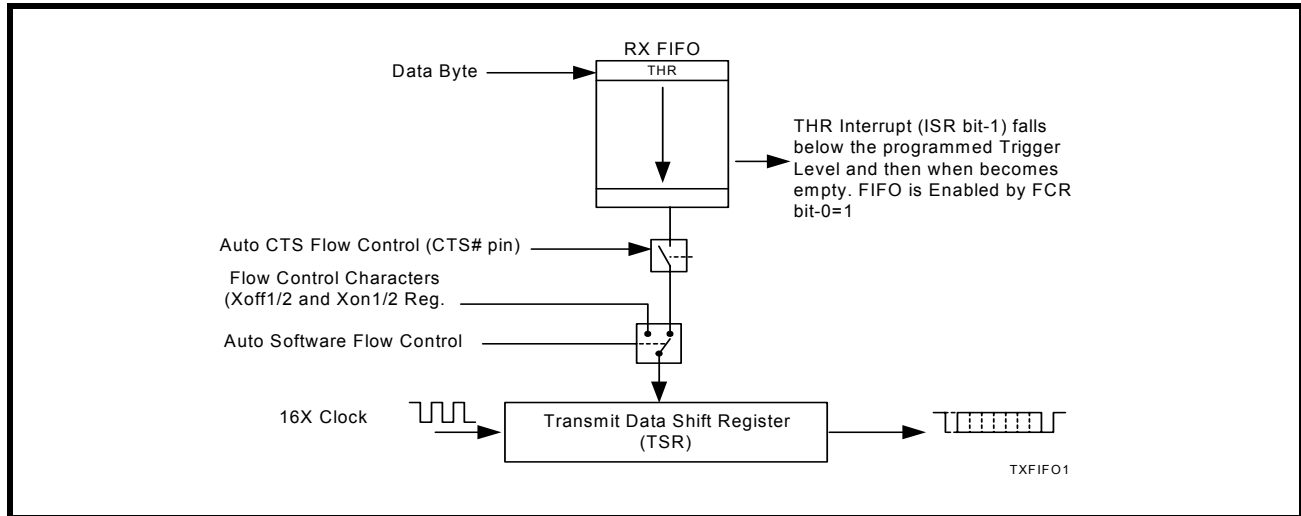 RX FIFO
THR
Data Byte
THR Interrupt (ISR bit-1) falls
below the programmed Trigger
Level and then when becomes
empty. FIFO is Enabled by FCR
bit-0=1
Auto CTS Flow Control (CTS# pin)
Flow Control Characters
(Xoff1/2 and Xon1/2 Reg.
Auto Software Flow Control
16X Clock
Transmit Data Shift Register
(TSR)
TXFIFO1